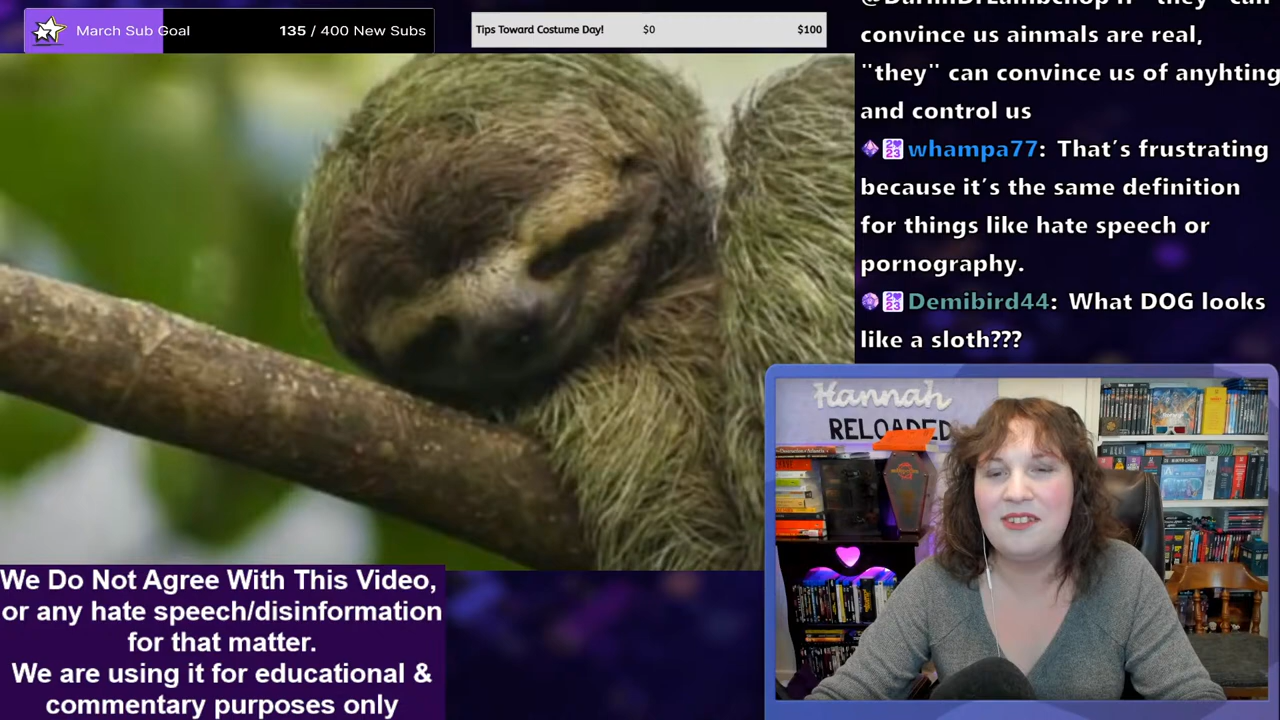 March Sub Goal
135 / 400 New Subs
Tips Toward Costume Day!
$0
$100
convince us ainmals are real,
"they" can convince us of anyhting
and control us
whampa77: That's frustrating
because it's the same definition
for things like hate speech or
pornography.
Demibird44: What DOG looks
like a sloth???
Hannah
RELOADED
We Do Not Agree With This Video,
or any hate speech/disinformation
for that matter.
We are using it for educational &
commentary purposes only